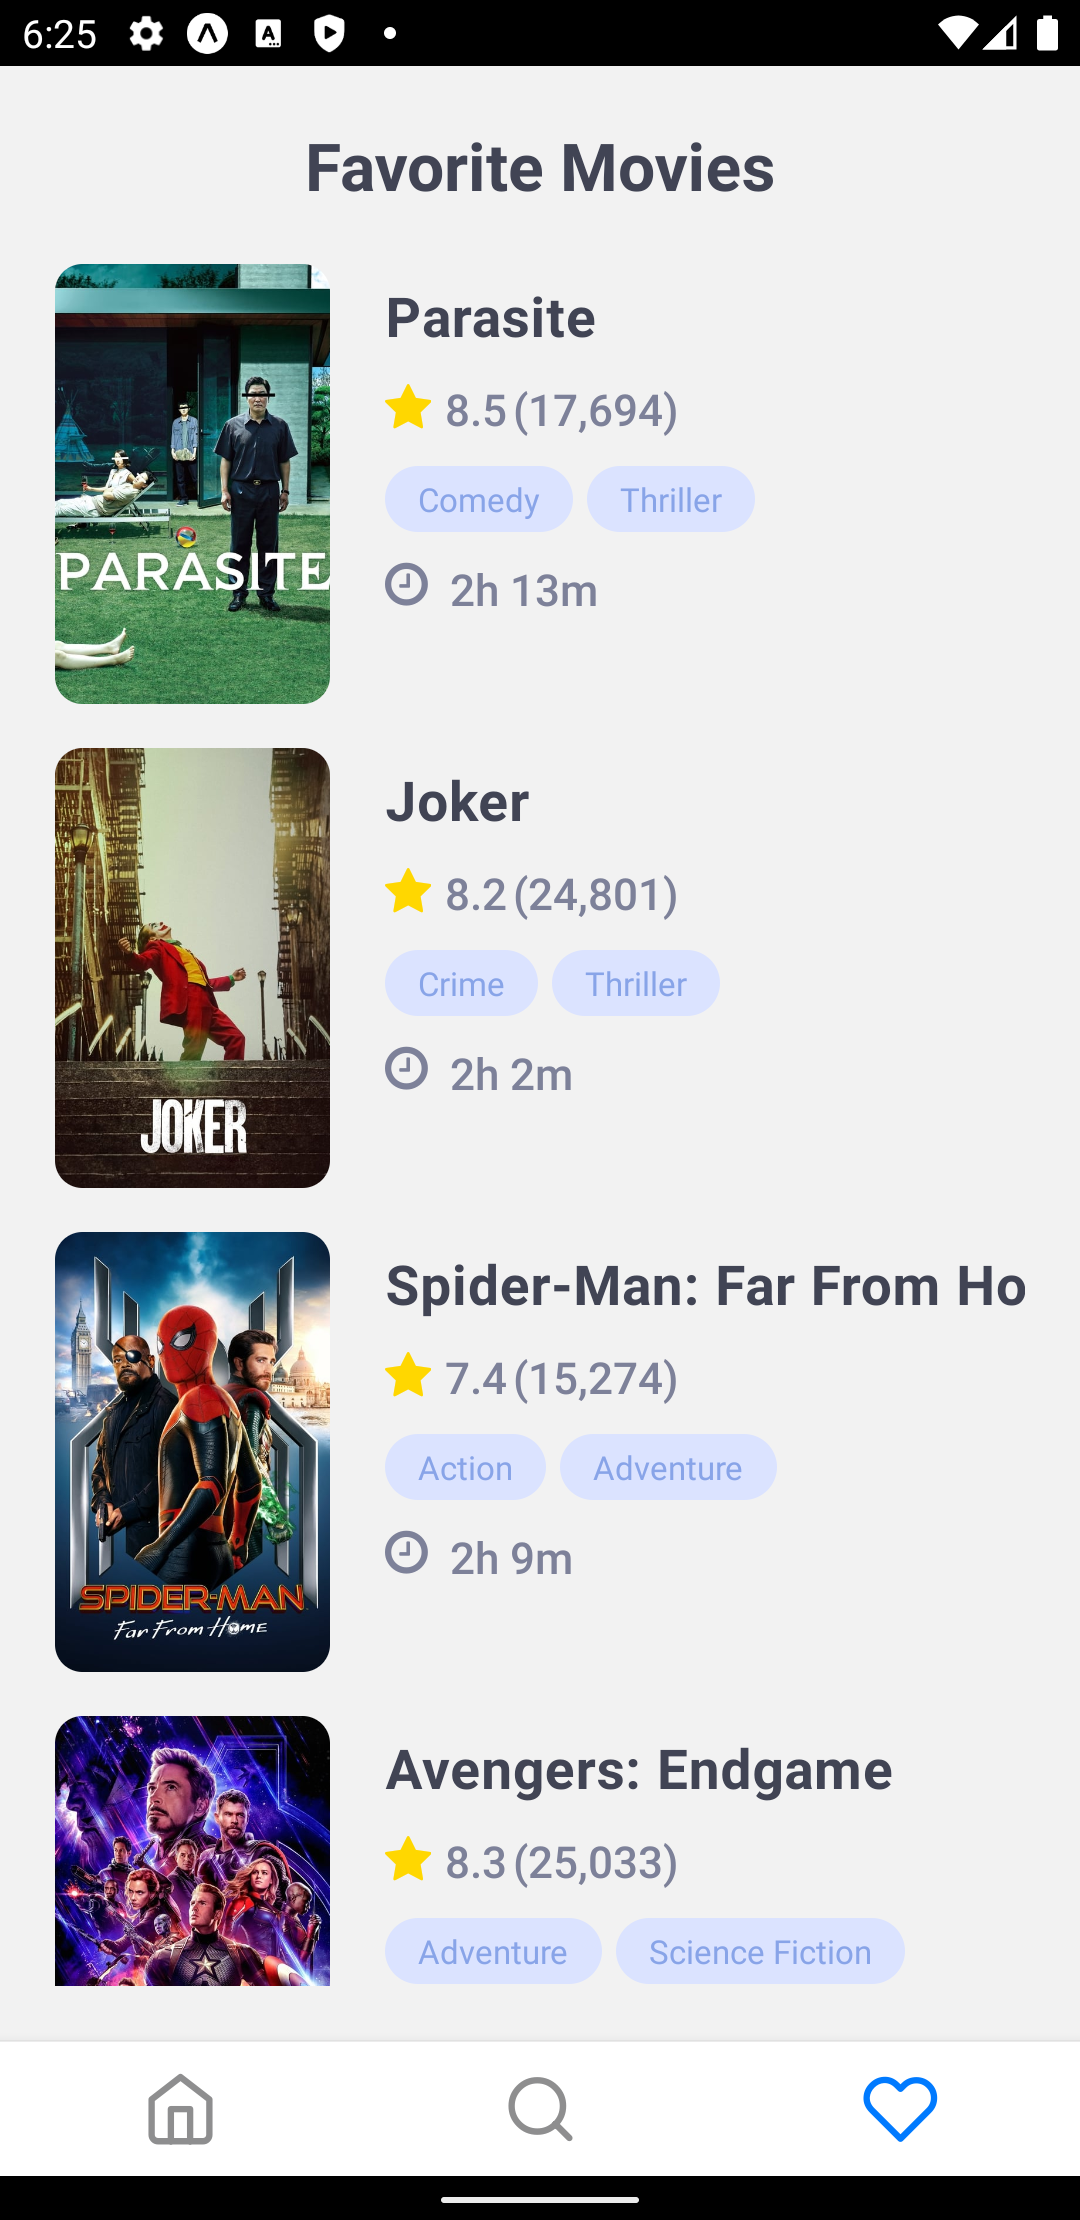 6:25
Favorite Movies
PARASITE
Parasite
8.5 (17,694)
Comedy Thriller
2h 13m
JOKER
Joker
8.2 (24,801)
Crime Thriller
2h 2m
SPIDER-MAN
Far From Home
Spider-Man: Far From Ho
7.4 (15,274)
Action Adventure
2h 9m
Avengers: Endgame
8.3 (25,033)
Adventure Science Fiction